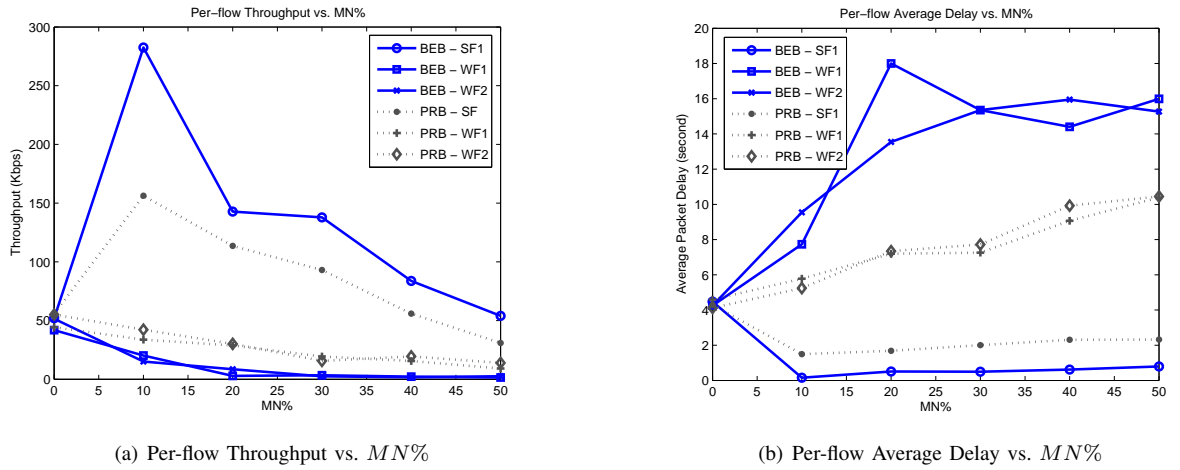 Per-flow Throughput vs. MN%
300
250
200
150
100
50
0
Throughput (Kbps)
BEB – SF1
BEB – WF1
BEB – WF2
PRB – SF
PRB – WF1
PRB – WF2
0 5 10 15 20 25 30 35 40 45 50
MN%
(a) Per-flow Throughput vs. MN%
Per-flow Average Delay vs. MN%
20
18
16
14
12
10
8
6
4
2
0
Average Packet Delay (second)
BEB – SF1
BEB – WF1
BEB – WF2
PRB – SF1
PRB – WF1
PRB – WF2
0 5 10 15 20 25 30 35 40 45 50
MN%
(b) Per-flow Average Delay vs. MN%